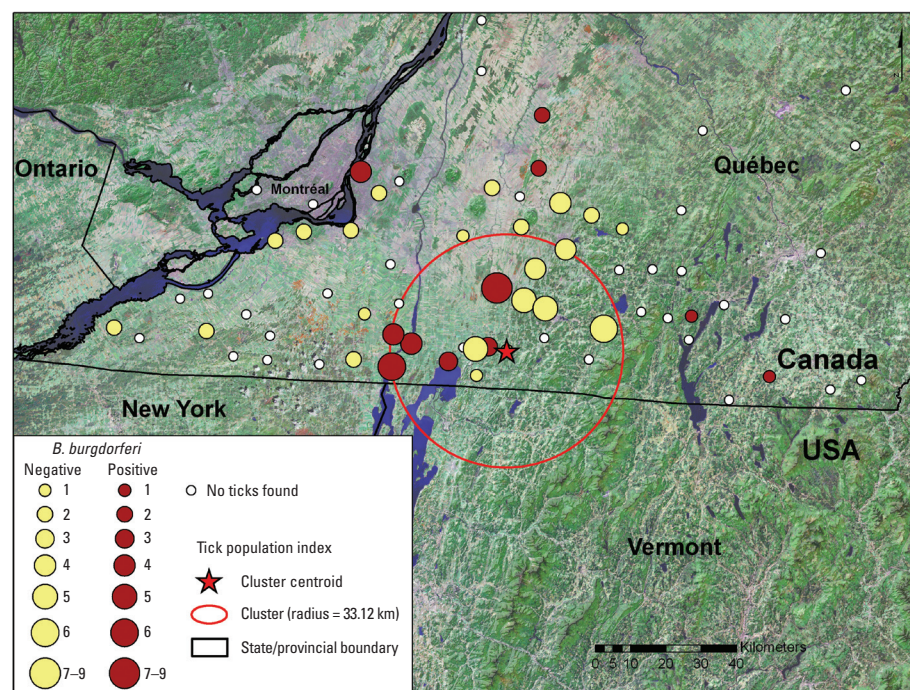 Ontario
Montréal
Québec
Canada
New York
USA
Vermont
B. burgdorferi
Negative Positive
1 1 No ticks found
2 2
3 3 Tick population index
4 4 Cluster centroid
5 5 Cluster (radius = 33.12 km)
6 6 State/provincial boundary
7–9 7–9
Kilometers
0 5 10 20 30 40